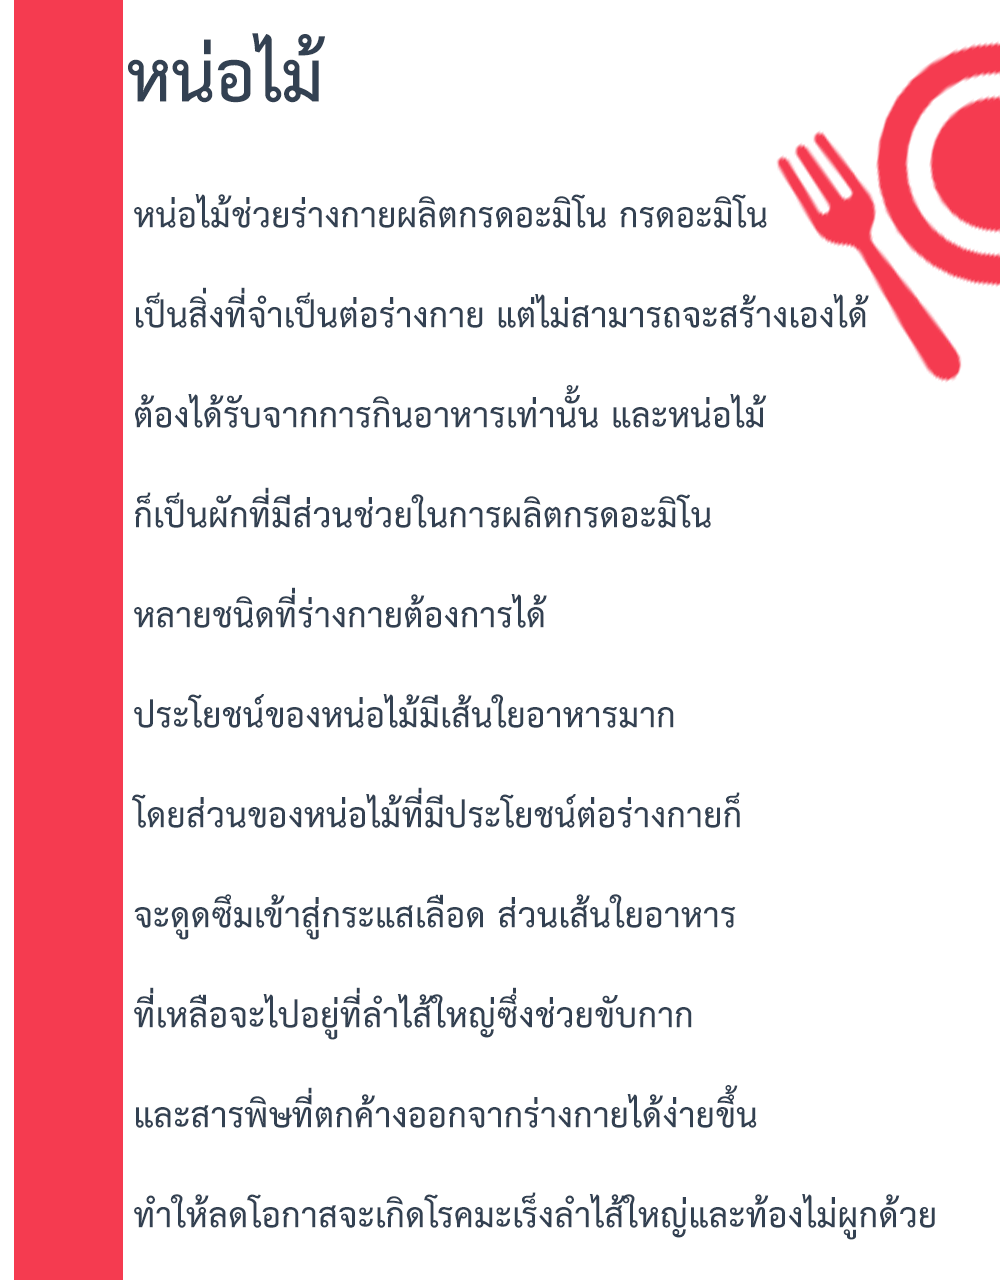 หน่อไม้
หน่อไม้ช่วยร่างกายผลิตกรดอะมิโน กรดอะมิโน
เป็นสิ่งที่จำเป็นต่อร่างกาย แต่ไม่สามารถจะสร้างเองได้
ต้องได้รับจากการกินอาหารเท่านั้น และหน่อไม้
ก็เป็นผักที่มีส่วนช่วยในการผลิตกรดอะมิโน
หลายชนิดที่ร่างกายต้องการได้
ประโยชน์ของหน่อไม้มีเส้นใยอาหารมาก
โดยส่วนของหน่อไม้ที่มีประโยชน์ต่อร่างกายก็
จะดูดซึมเข้าสู่กระแสเลือด ส่วนเส้นใยอาหาร
ที่เหลือจะไปอยู่ที่ลำไส้ใหญ่ซึ่งช่วยขับกาก
และสารพิษที่ตกค้างออกจากร่างกายได้ง่ายขึ้น
ทำให้ลดโอกาสจะเกิดโรคมะเร็งลำไส้ใหญ่และท้องไม่ผูกด้วย